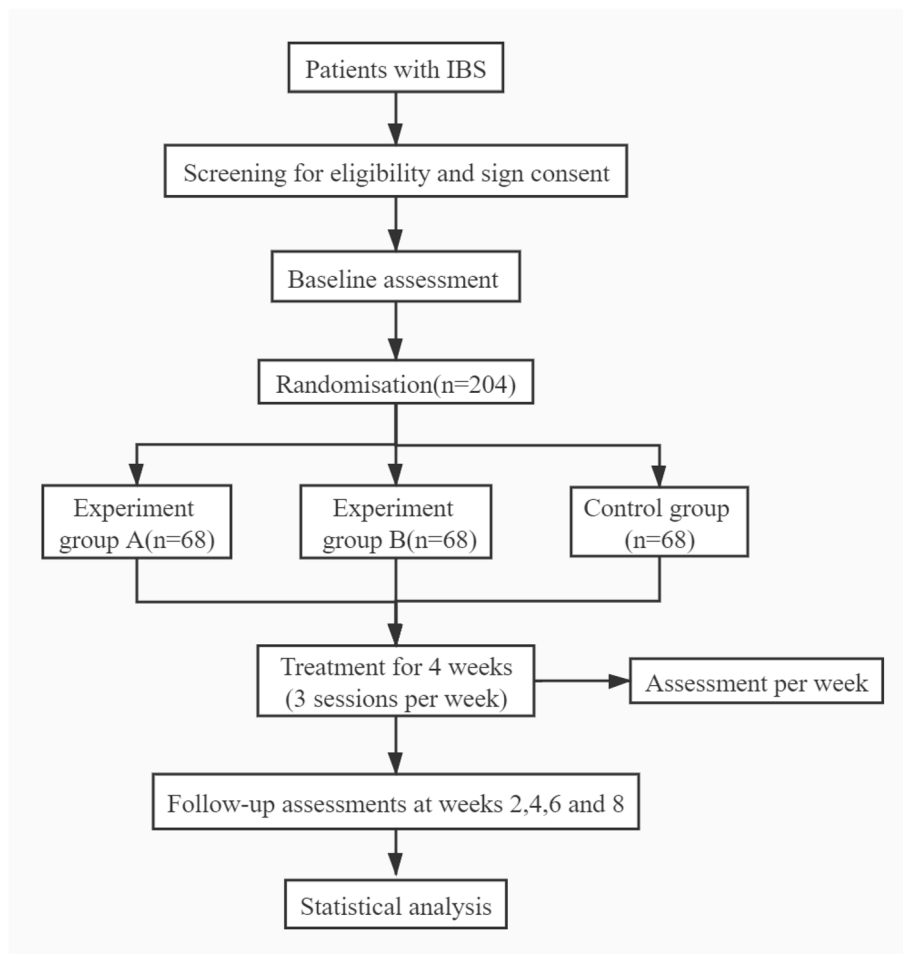 Patients with IBS
Screening for eligibility and sign consent
Baseline assessment
Randomisation(n=204)
Experiment
group A(n=68)
Experiment
group B(n=68)
Control group
(n=68)
Treatment for 4 weeks
(3 sessions per week)
Assessment per week
Follow-up assessments at weeks 2,4,6 and 8
Statistical analysis